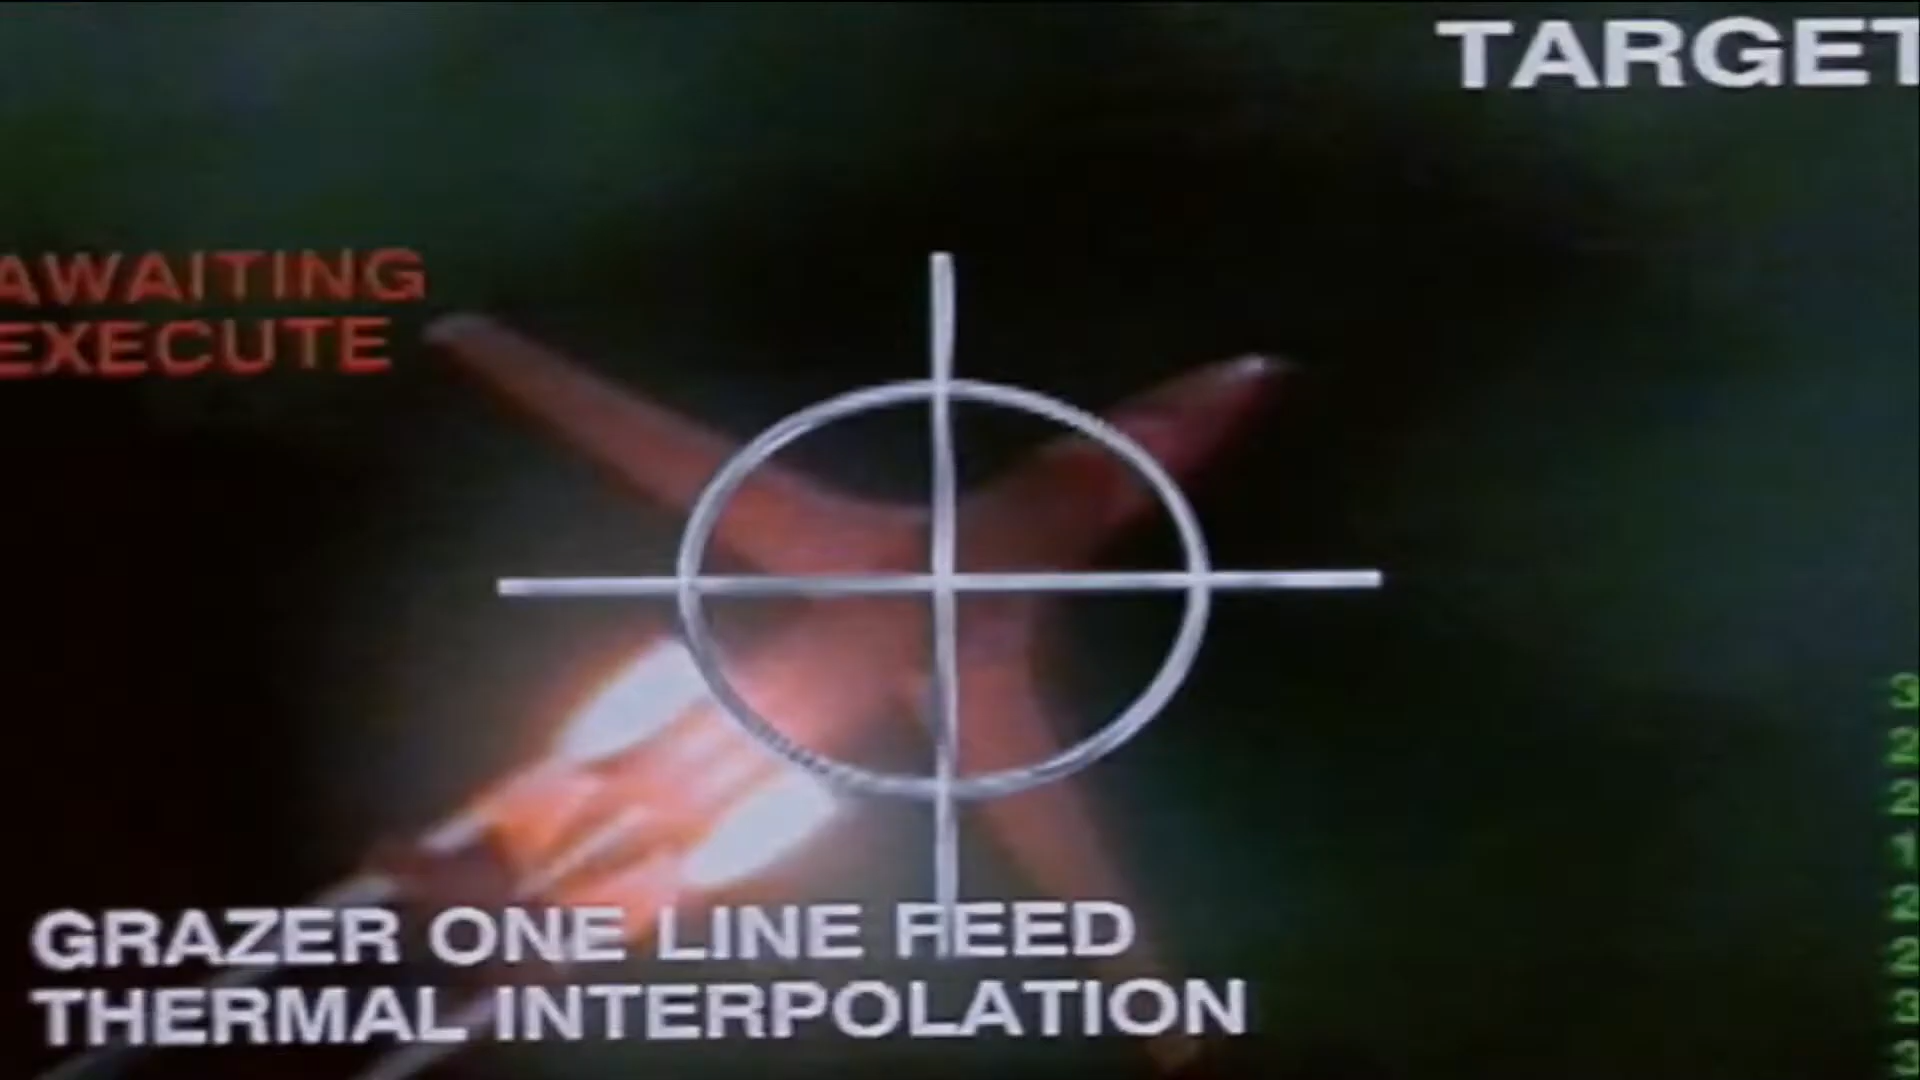 TARGET
AWAITING
EXECUTE
GRAZER ONE LINE FEED
THERMAL INTERPOLATION